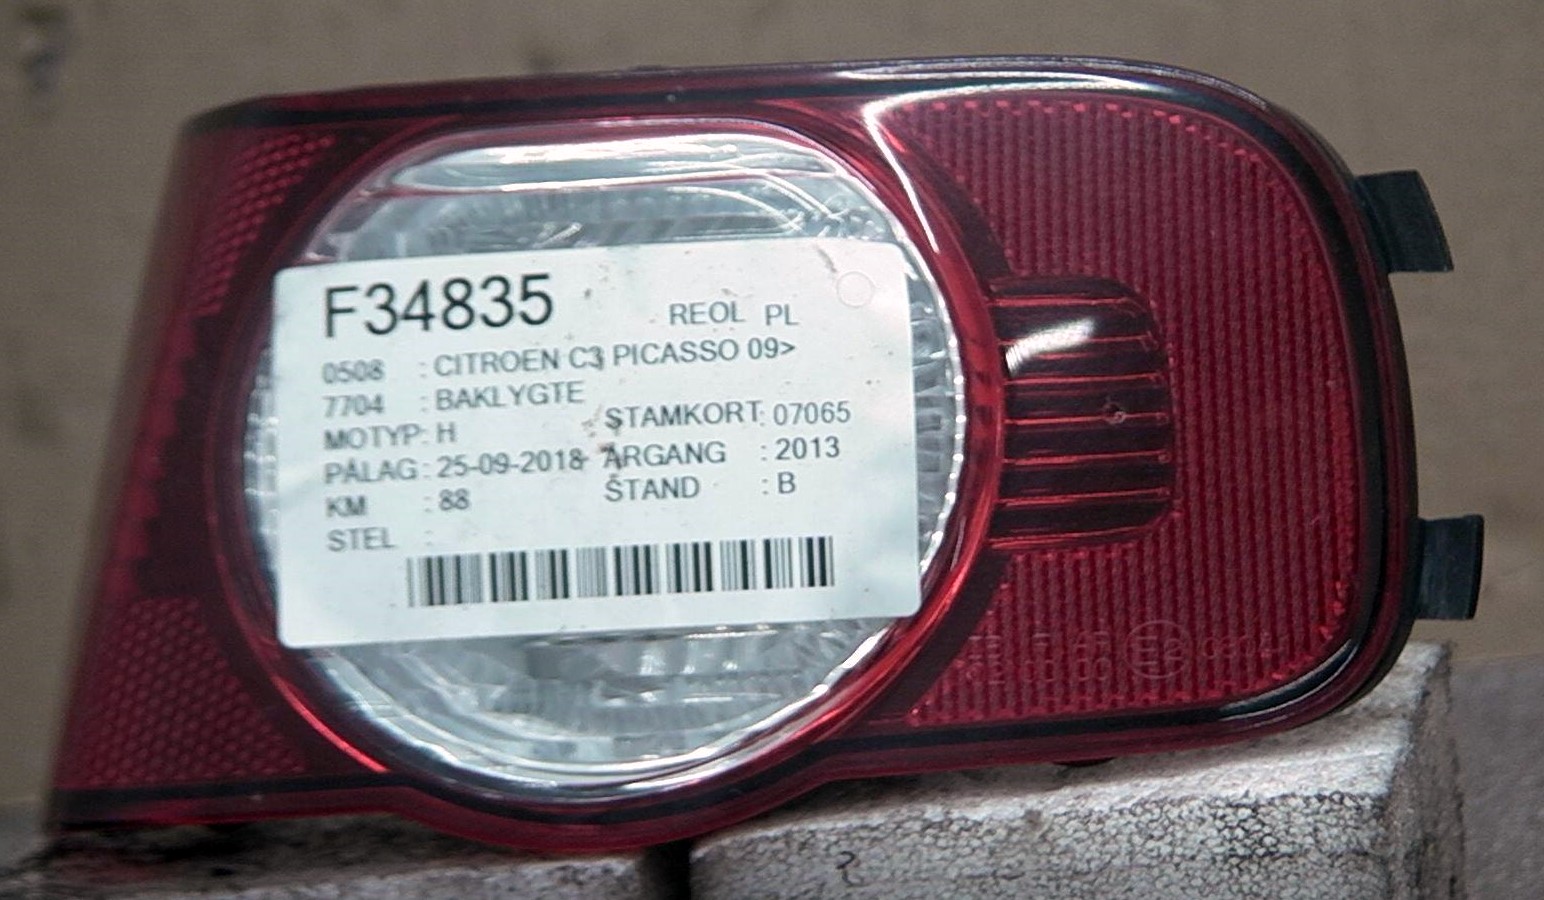 F34835 REOL PL
0508 : CITROEN C3 PICASSO 09>
7704 : BAKLYGTE
MOTYP: H STAMKORT: 07065
PÅLAG: 25-09-2018 ÅRGANG : 2013
KM : 88 STAND : B
STEL :